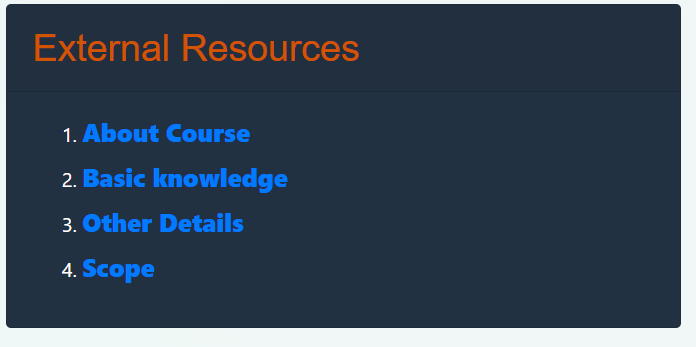 External Resources
1. About Course
2. Basic knowledge
3. Other Details
4. Scope